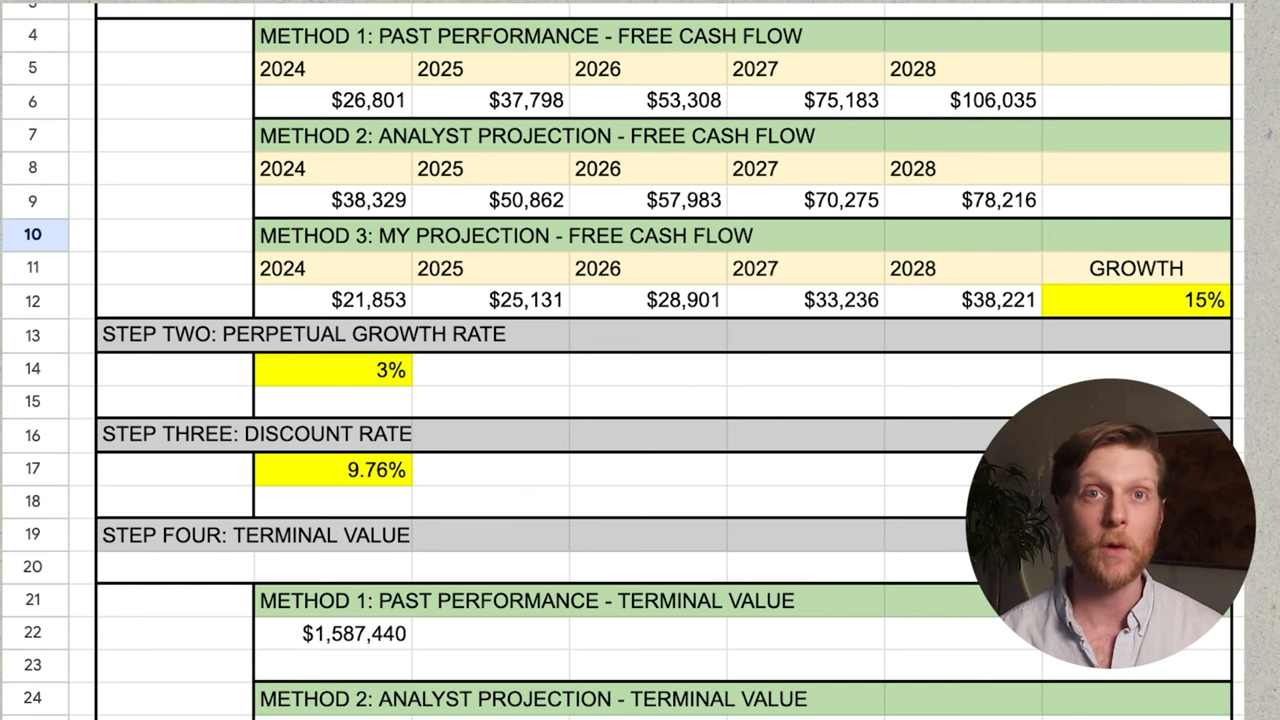 4 METHOD 1: PAST PERFORMANCE - FREE CASH FLOW
5 2024 2025 2026 2027 2028
6 $26,801 $37,798 $53,308 $75,183 $106,035
7 METHOD 2: ANALYST PROJECTION - FREE CASH FLOW
8 2024 2025 2026 2027 2028
9 $38,329 $50,862 $57,983 $70,275 $78,216
10 METHOD 3: MY PROJECTION - FREE CASH FLOW
11 2024 2025 2026 2027 2028 GROWTH
12 $21,853 $25,131 $28,901 $33,236 $38,221 15%
13 STEP TWO: PERPETUAL GROWTH RATE
14 3%
15
16 STEP THREE: DISCOUNT RATE
17 9.76%
18
19 STEP FOUR: TERMINAL VALUE
20
21 METHOD 1: PAST PERFORMANCE - TERMINAL VALUE
22 $1,587,440
23
24 METHOD 2: ANALYST PROJECTION - TERMINAL VALUE